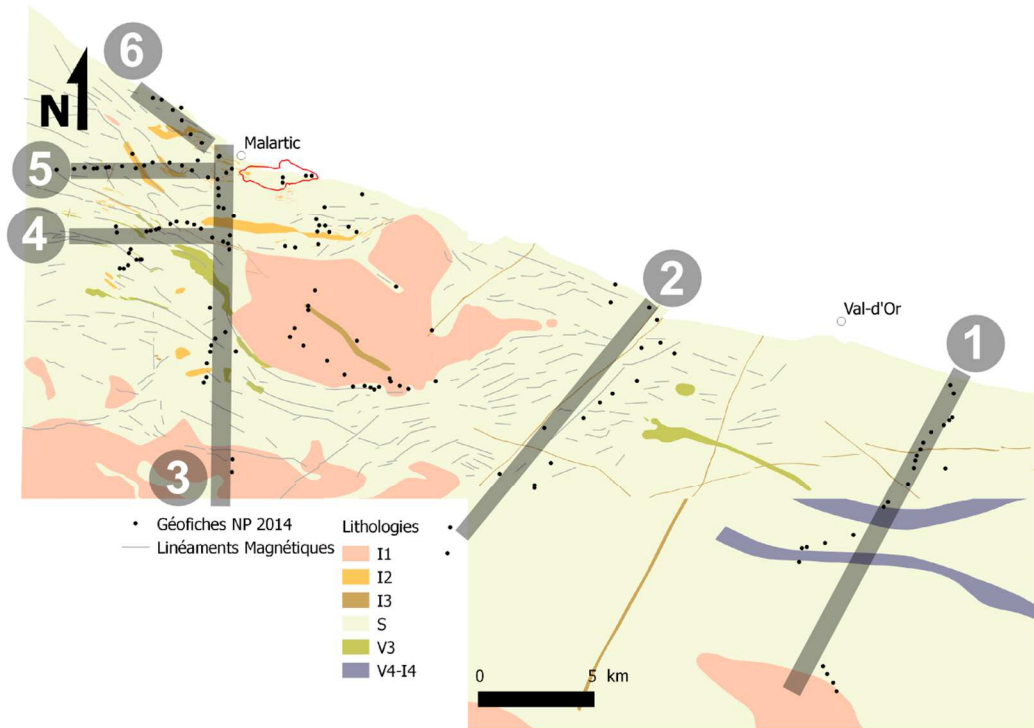 6
N
Malartic
5
4
2
Val-d'Or
1
3
Géofiches NP 2014
Linéaments Magnétiques
Lithologies
I1
I2
I3
S
V3
V4-I4
0 5 km